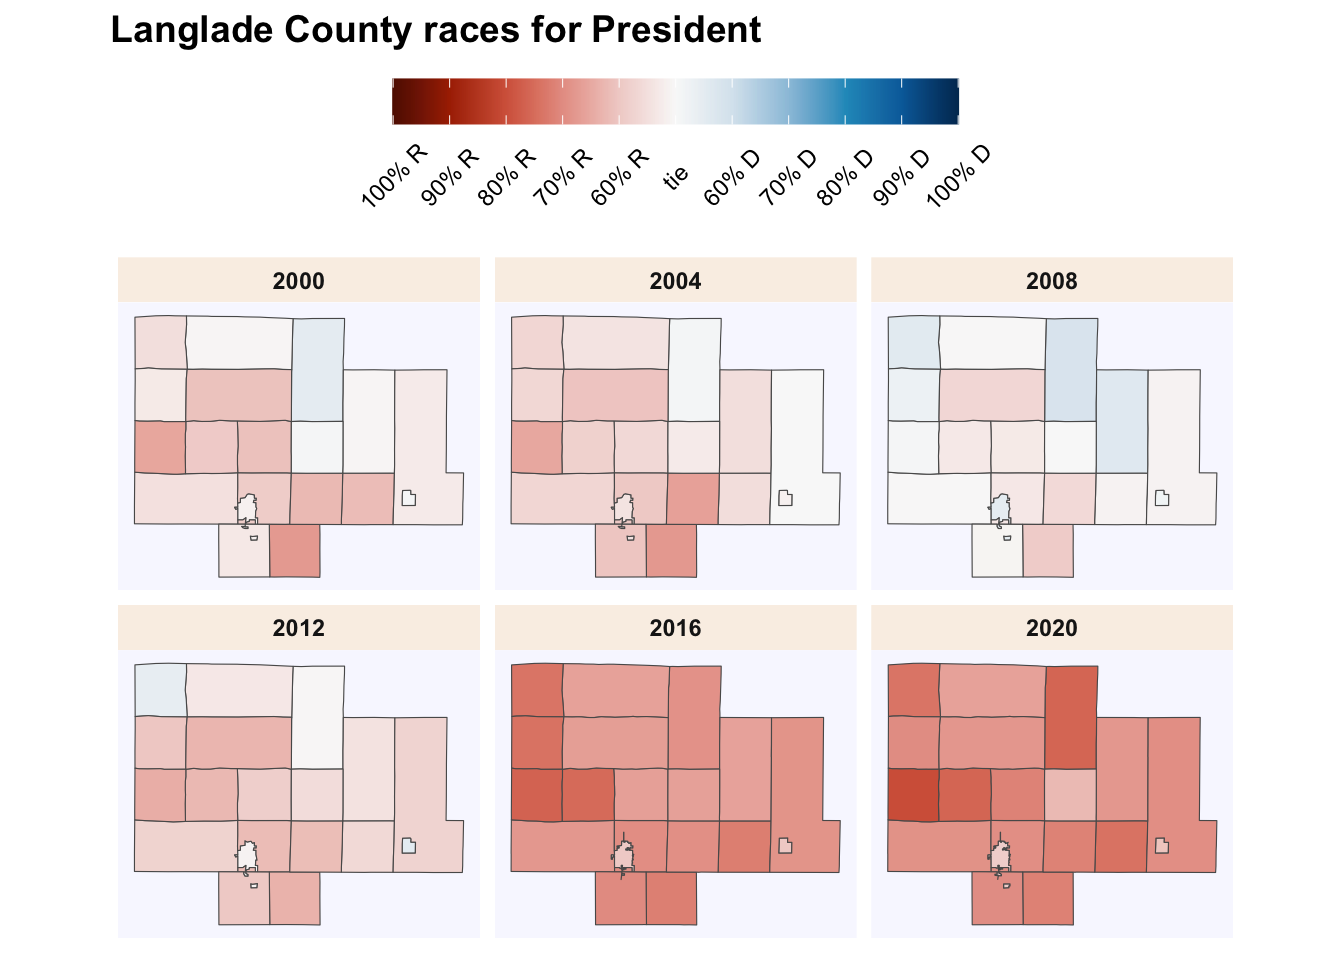 Langlade County races for President
100% R
90% R
80% R
70% R
60% R
tie
60% D
70% D
80% D
90% D
100% D
2000
2004
2008
2012
2016
2020